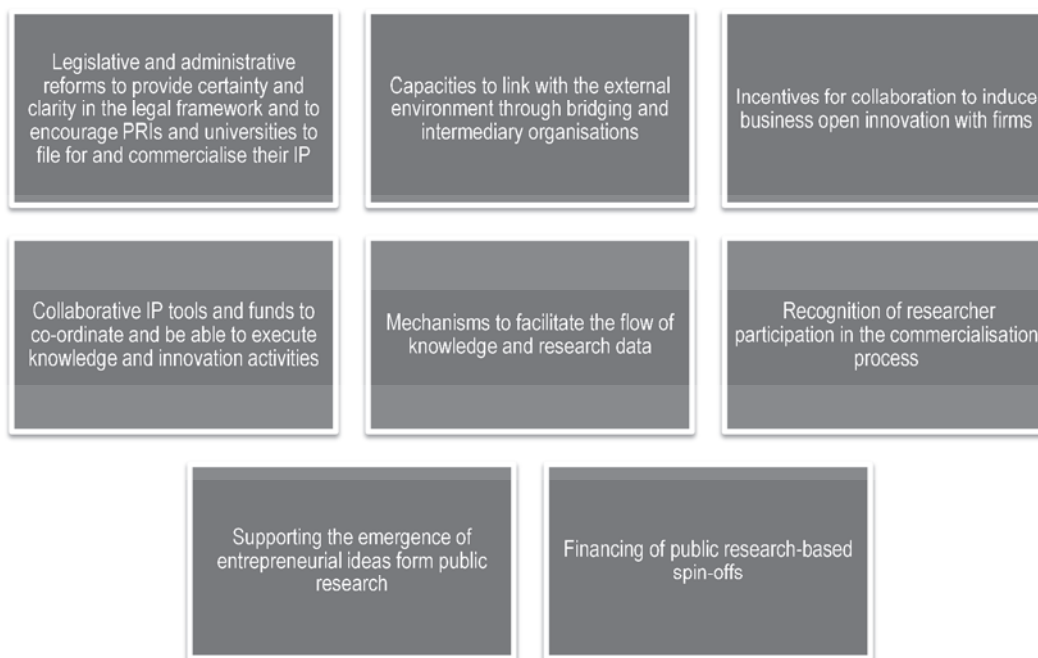 Legislative and administrative
reforms to provide certainty and
clarity in the legal framework and to
encourage PRIs and universities to
file for and commercialise their IP
Capacities to link with the external
environment through bridging and
intermediary organisations
Incentives for collaboration to induce
business open innovation with firms
Collaborative IP tools and funds to
co-ordinate and be able to execute
knowledge and innovation activities
Mechanisms to facilitate the flow of
knowledge and research data
Recognition of researcher
participation in the commercialisation
process
Supporting the emergence of
entrepreneurial ideas form public
research
Financing of public research-based
spin-offs